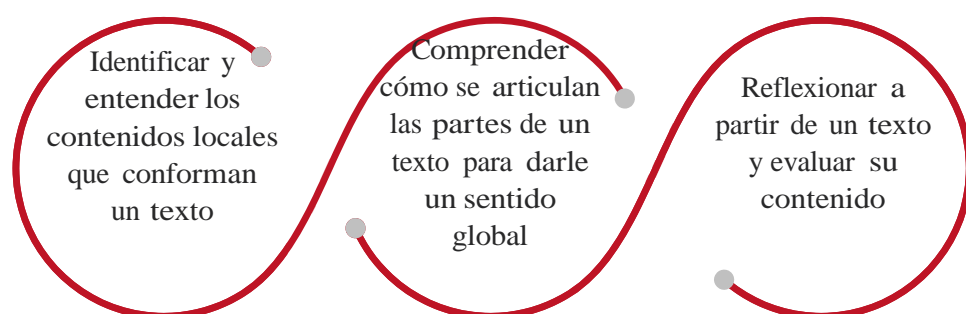 Identificar y
entender los
contenidos locales
que conforman
un texto
Comprender
cómo se articulan
las partes de un
texto para darle
un sentido
global
Reflexionar a
partir de un texto
y evaluar su
contenido